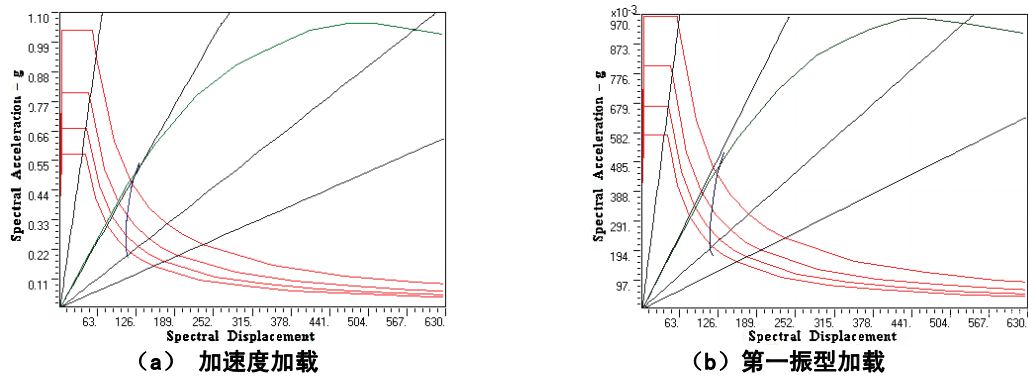 1.10
0.99
0.88
0.77
0.66
0.55
0.44
0.33
0.22
0.11
Spectral Acceleration - g
63. 126. 189. 252. 315. 378. 441. 504. 567. 630.
Spectral Displacement
（a） 加速度加载
×10⁻³
970.
873.
776.
679.
582.
485.
388.
291.
194.
97.
Spectral Acceleration - g
63. 126. 189. 252. 315. 378. 441. 504. 567. 630.
Spectral Displacement
（b）第一振型加载